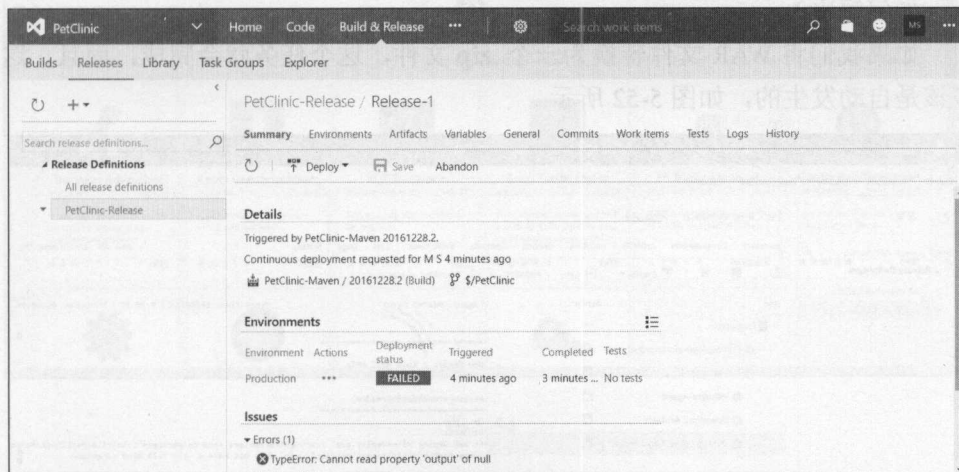 PetClinic Home Code Build & Release ••• Search work items MS •••
Builds Releases Library Task Groups Explorer
PetClinic-Release / Release-1
Summary Environments Artifacts Variables General Commits Work items Tests Logs History
Search release definitions...
Release Definitions
All release definitions
PetClinic-Release
Deploy Save Abandon
Details
Triggered by PetClinic-Maven 20161228.2.
Continuous deployment requested for M S 4 minutes ago
PetClinic-Maven / 20161228.2 (Build) $/PetClinic
Environments
Environment Actions Deployment status Triggered Completed Tests
Production ••• FAILED 4 minutes ago 3 minutes ... No tests
Issues
Errors (1)
TypeError: Cannot read property 'output' of null